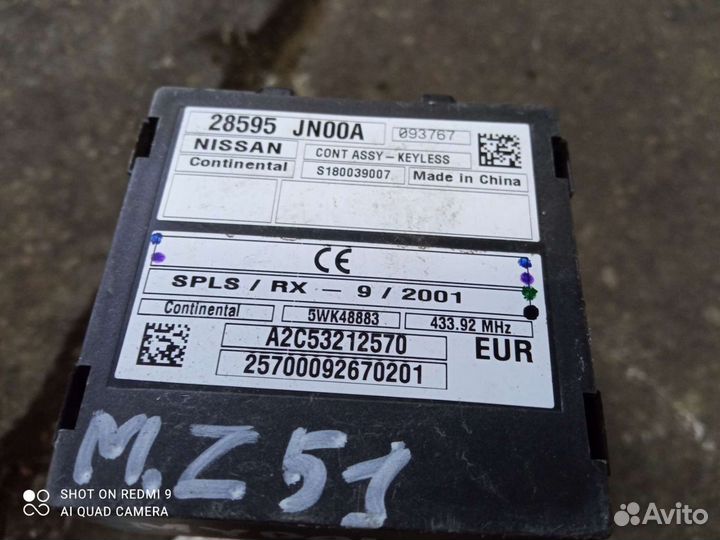 28595 JN00A 093767
NISSAN CONT ASSY-KEYLESS
Continental S180039007 Made in China
CE
SPLS / RX - 9 / 2001
Continental 5WK48883 433.92 MHz
A2C53212570 EUR
25700092670201
M.Z51
SHOT ON REDMI 9
AI QUAD CAMERA
Avito